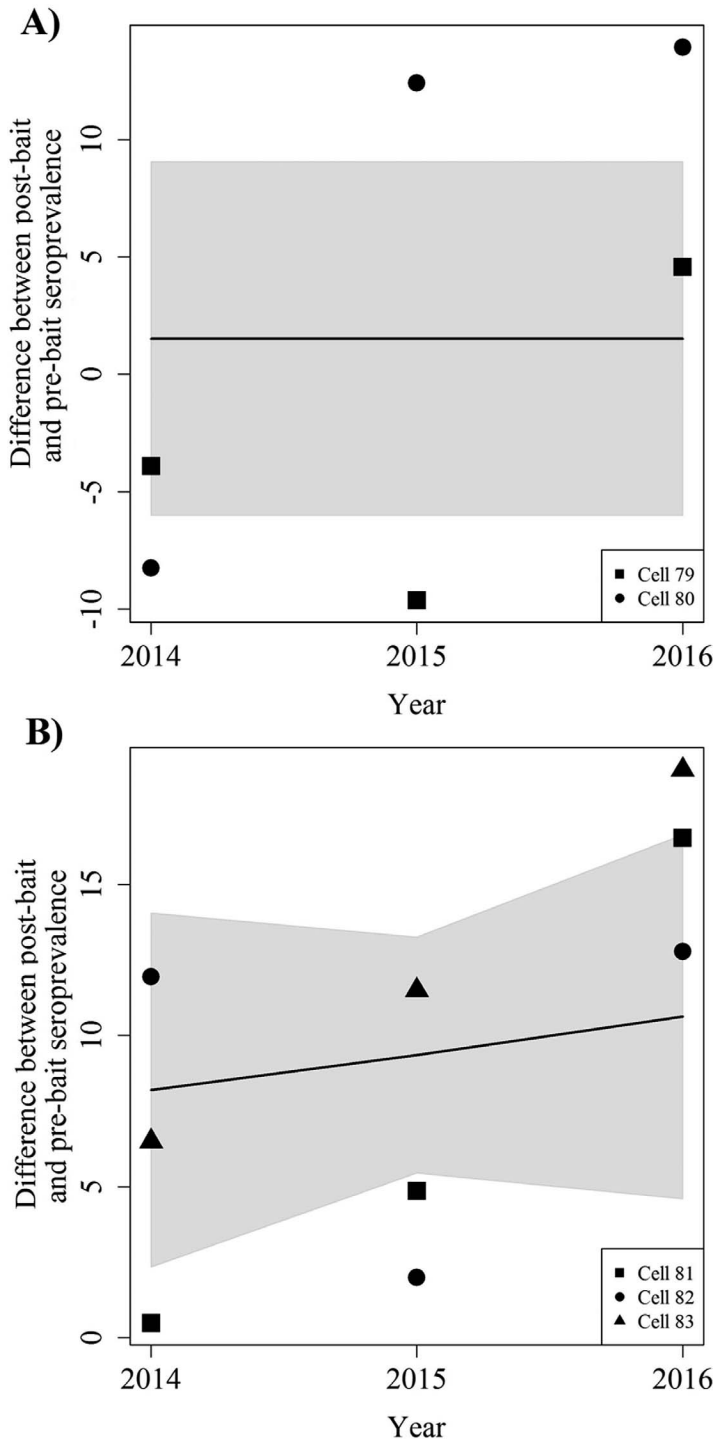 A)
Difference between post-bait
and pre-bait seroprevalence
10
5
0
-5
-10
Cell 79
Cell 80
2014
2015
2016
Year
B)
Difference between post-bait
and pre-bait seroprevalence
15
10
5
0
Cell 81
Cell 82
Cell 83
2014
2015
2016
Year